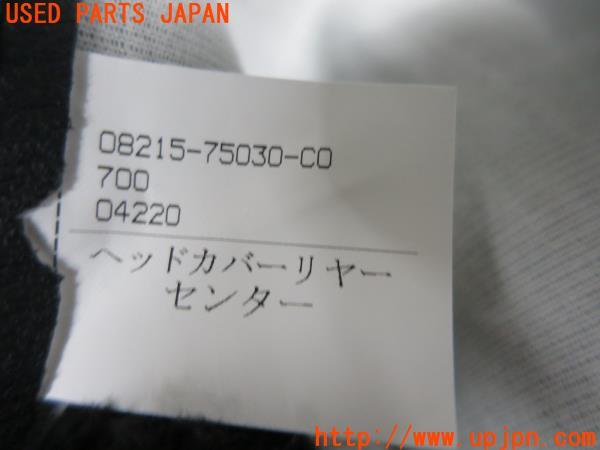 USED PARTS JAPAN
08215-75030-C0
700
04220
ヘッドカバーリヤー
センター
UPJ
http://www.upjpn.com